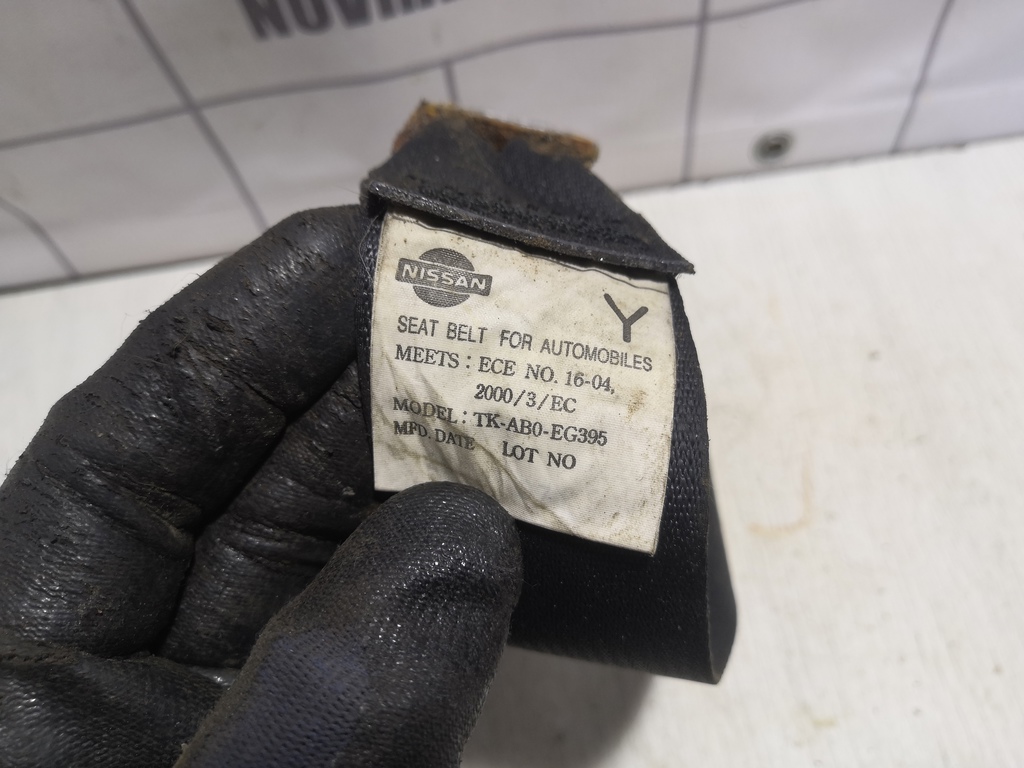 NISSAN
Y
SEAT BELT FOR AUTOMOBILES
MEETS : ECE NO. 16-04,
2000/3/EC
MODEL : TK-AB0-EG395
MFD. DATE LOT NO